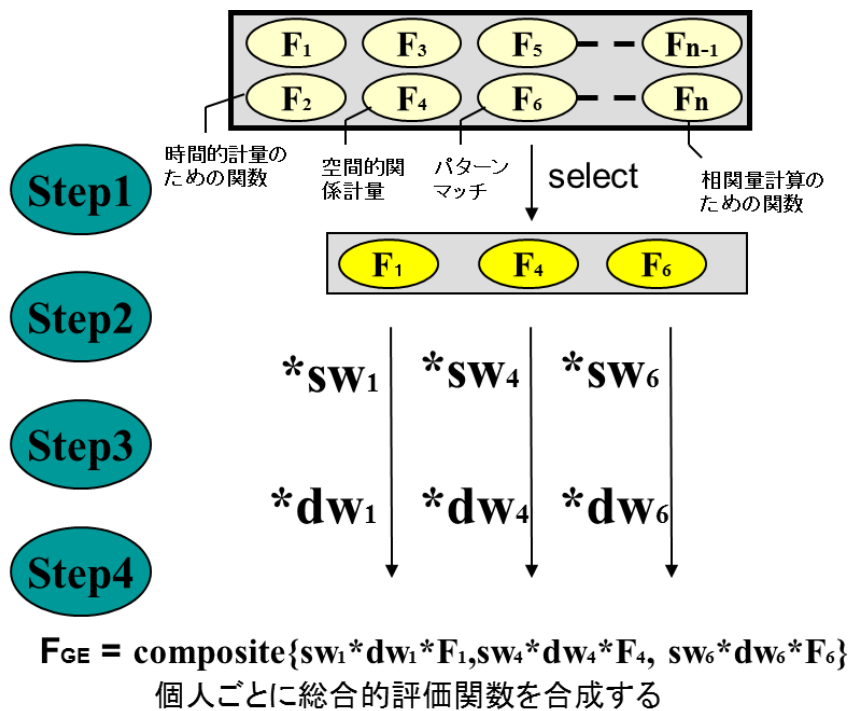 F1 F3 F5 Fn-1
F2 F4 F6 Fn
時間的計量の
ための関数
空間的関
係計量
パターン
マッチ
相関量計算の
ための関数
Step1
select
F1 F4 F6
Step2
*sw1 *sw4 *sw6
Step3
*dw1 *dw4 *dw6
Step4
FGE = composite{sw1*dw1*F1,sw4*dw4*F4, sw6*dw6*F6}
個人ごとに総合的評価関数を合成する